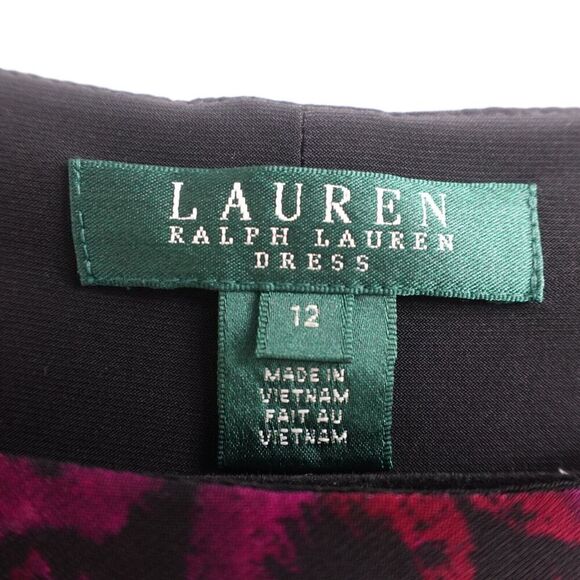 LAUREN
RALPH LAUREN
DRESS
12
MADE IN
VIETNAM
FAIT AU
VIETNAM